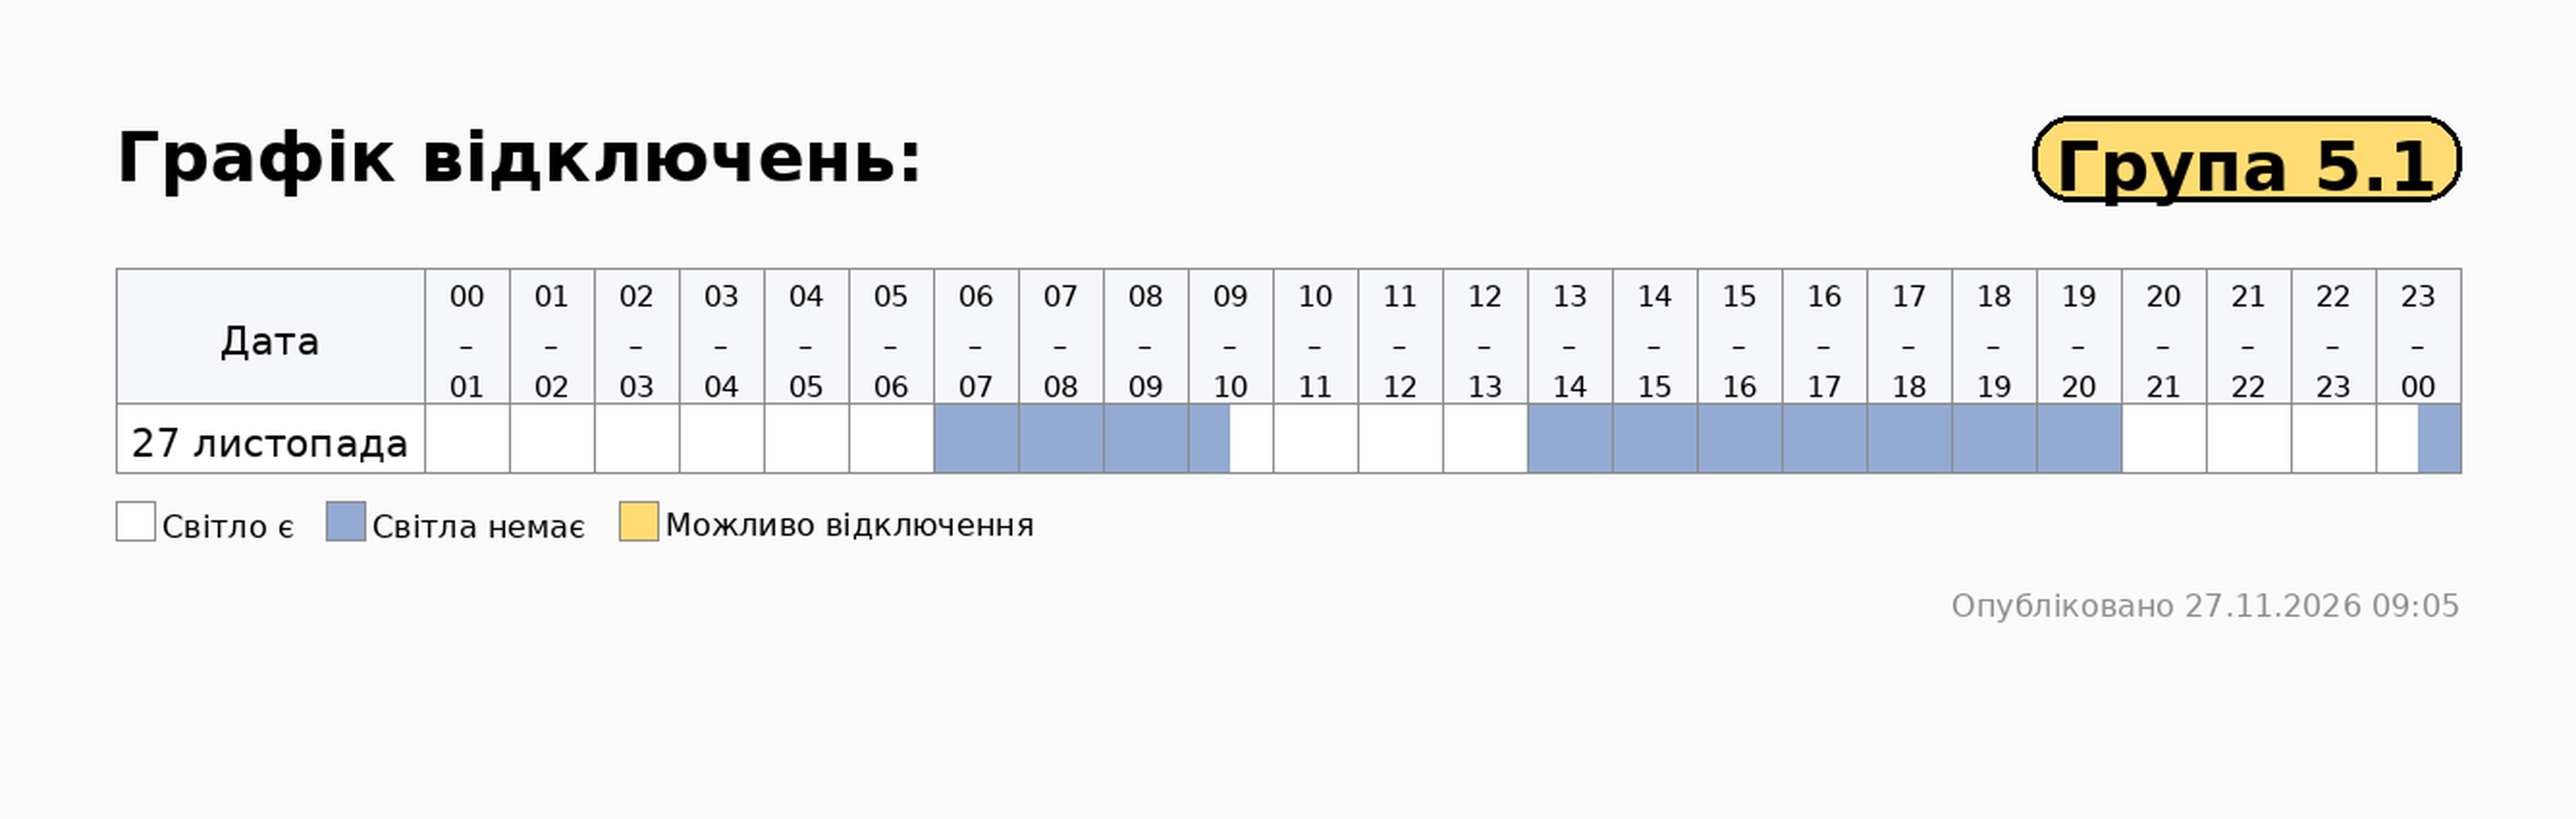 Графік відключень:
Група 5.1
Дата
00 – 01
01 – 02
02 – 03
03 – 04
04 – 05
05 – 06
06 – 07
07 – 08
08 – 09
09 – 10
10 – 11
11 – 12
12 – 13
13 – 14
14 – 15
15 – 16
16 – 17
17 – 18
18 – 19
19 – 20
20 – 21
21 – 22
22 – 23
23 – 00
27 листопада
Світло є
Світла немає
Можливо відключення
Опубліковано 27.11.2026 09:05